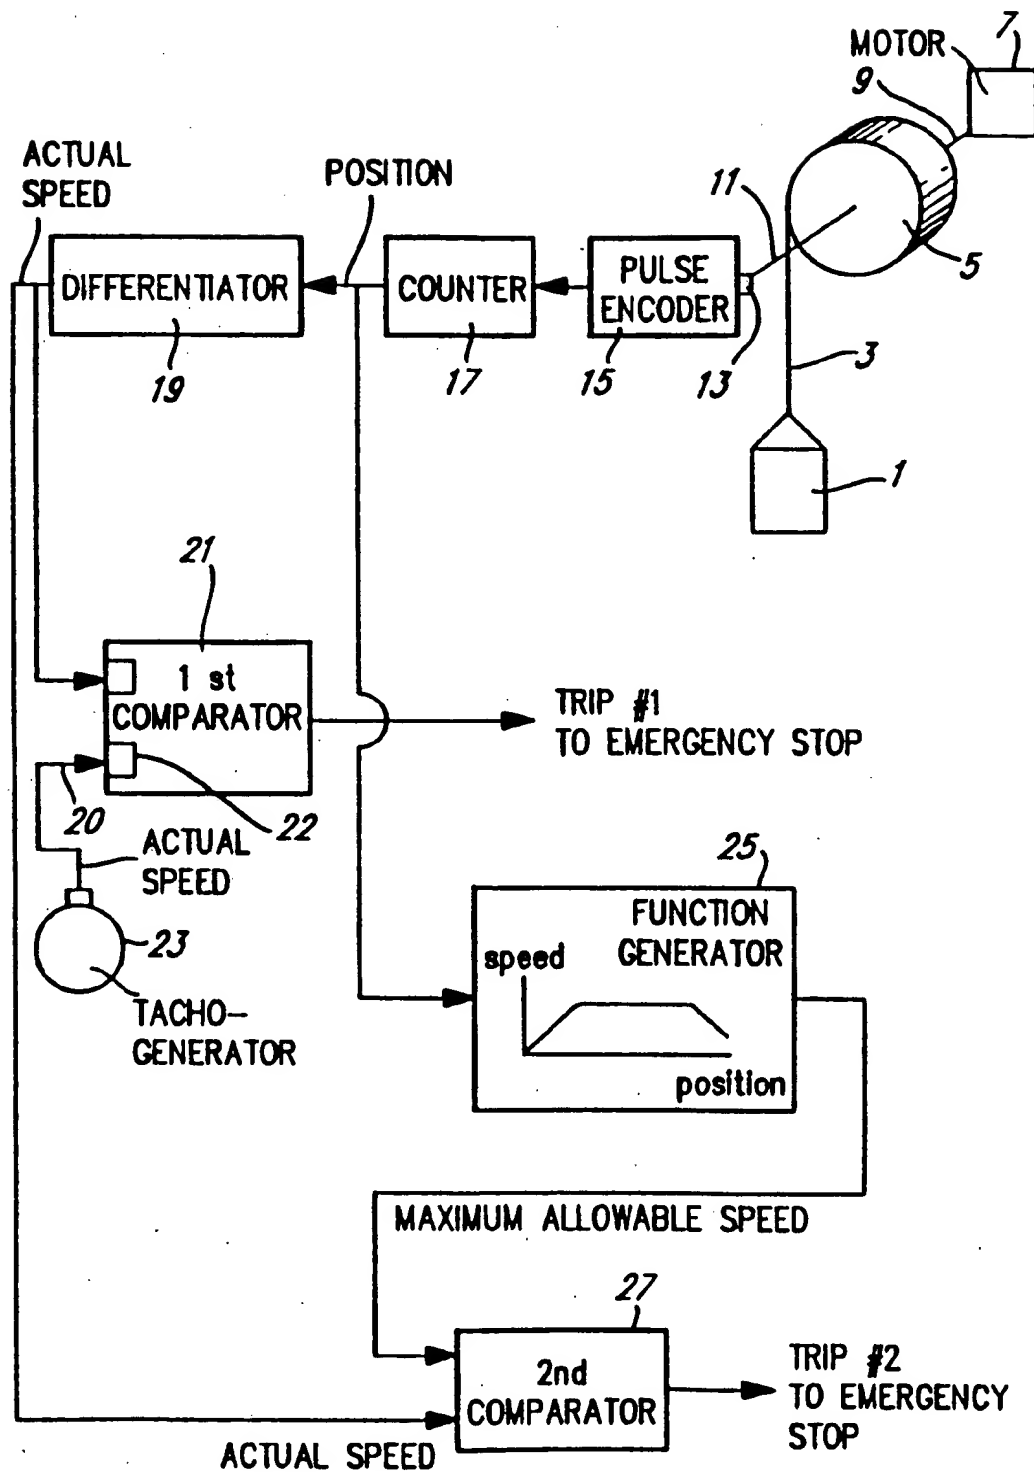 7
MOTOR
9
ACTUAL
SPEED
POSITION
11
5
DIFFERENTIATOR
COUNTER
PULSE
ENCODER
19
17
15
13
3
1
21
1 st
COMPARATOR
TRIP #1
TO EMERGENCY STOP
20
22
ACTUAL
SPEED
25
FUNCTION
GENERATOR
23
speed
TACHO-
GENERATOR
position
MAXIMUM ALLOWABLE SPEED
27
2nd
COMPARATOR
TRIP #2
TO EMERGENCY
STOP
ACTUAL SPEED